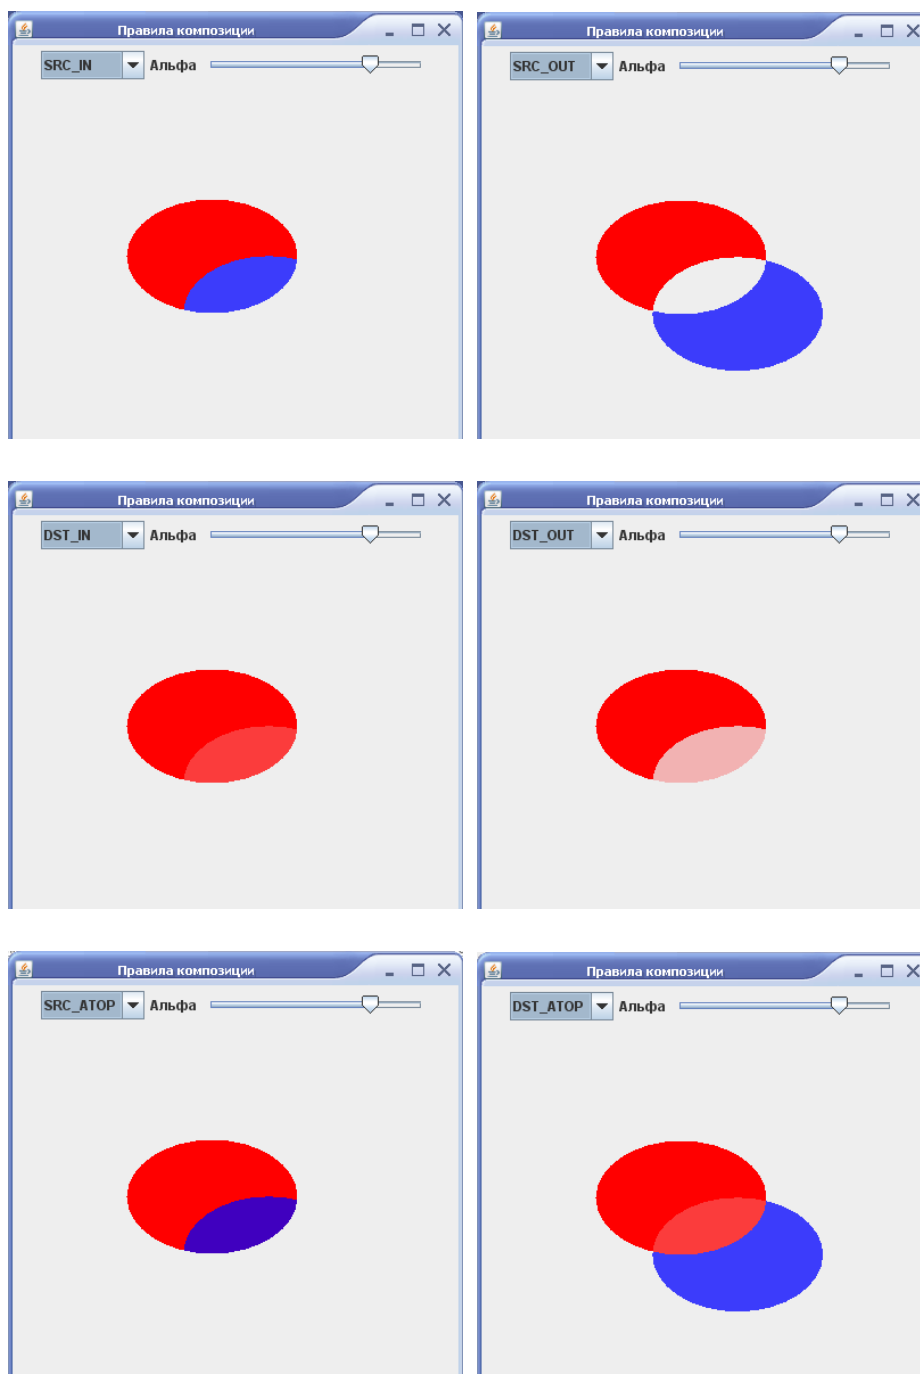 Правила композиции
SRC_IN Альфа
Правила композиции
SRC_OUT Альфа
Правила композиции
DST_IN Альфа
Правила композиции
DST_OUT Альфа
Правила композиции
SRC_ATOP Альфа
Правила композиции
DST_ATOP Альфа